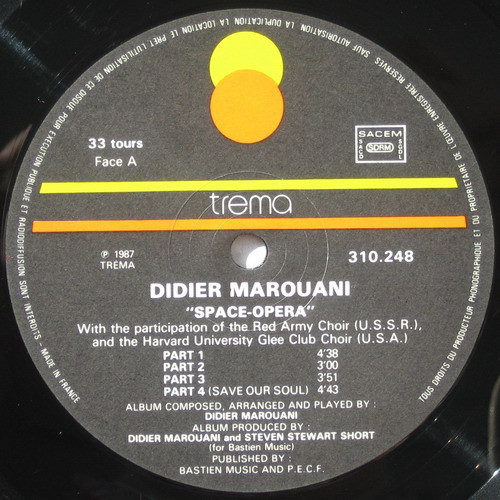 TOUS DROITS DU PRODUCTEUR PHONOGRAPHIQUE ET DU PROPRIETAIRE DE L'ŒUVRE ENREGISTREE RESERVES. SAUF AUTORISATION LA DUPLICATION, LA LOCATION, LE PRET, L'UTILISATION DE CE DISQUE POUR EXECUTION PUBLIQUE ET RADIODIFFUSION SONT INTERDITS - MADE IN FRANCE
33 tours
Face A
SACEM
SACD SDRM SGDL
trema
℗ 1987
TREMA
310.248
DIDIER MAROUANI
"SPACE-OPERA"
With the participation of the Red Army Choir (U.S.S.R.),
and the Harvard University Glee Club Choir (U.S.A.)
PART 1 4'38
PART 2 3'00
PART 3 3'51
PART 4 (SAVE OUR SOUL) 4'43
ALBUM COMPOSED, ARRANGED AND PLAYED BY :
DIDIER MAROUANI
ALBUM PRODUCED BY :
DIDIER MAROUANI and STEVEN STEWART SHORT
(for Bastien Music)
PUBLISHED BY :
BASTIEN MUSIC and P.E.C.F.